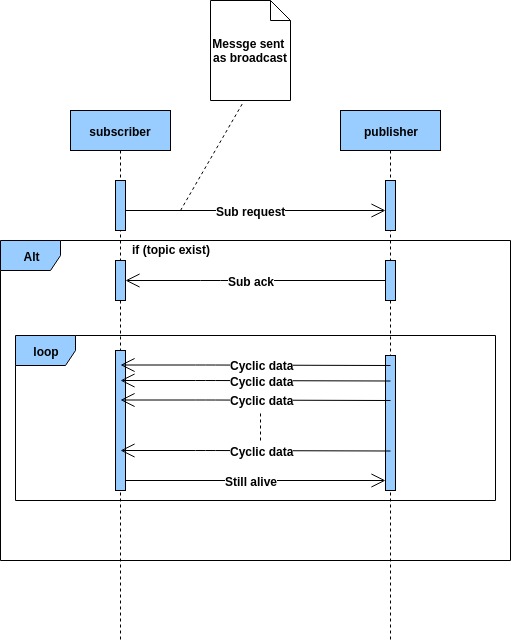 Messge sent
as broadcast
subscriber
publisher
Sub request
Alt
if (topic exist)
Sub ack
loop
Cyclic data
Cyclic data
Cyclic data
Cyclic data
Still alive